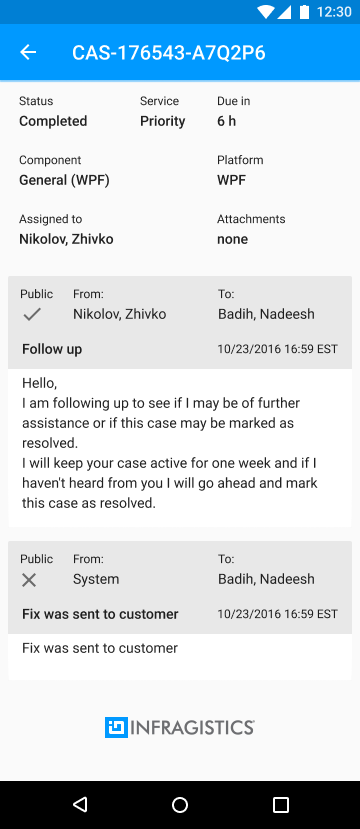 12:30
CAS-176543-A7Q2P6
Status Service Due in
Completed Priority 6 h
Component Platform
General (WPF) WPF
Assigned to Attachments
Nikolov, Zhivko none
Public From: To:
Nikolov, Zhivko Badih, Nadeesh
Follow up 10/23/2016 16:59 EST
Hello,
I am following up to see if I may be of further
assistance or if this case may be marked as
resolved.
I will keep your case active for one week and if I
haven't heard from you I will go ahead and mark
this case as resolved.
Public From: To:
System Badih, Nadeesh
Fix was sent to customer 10/23/2016 16:59 EST
Fix was sent to customer
INFRAGISTICS